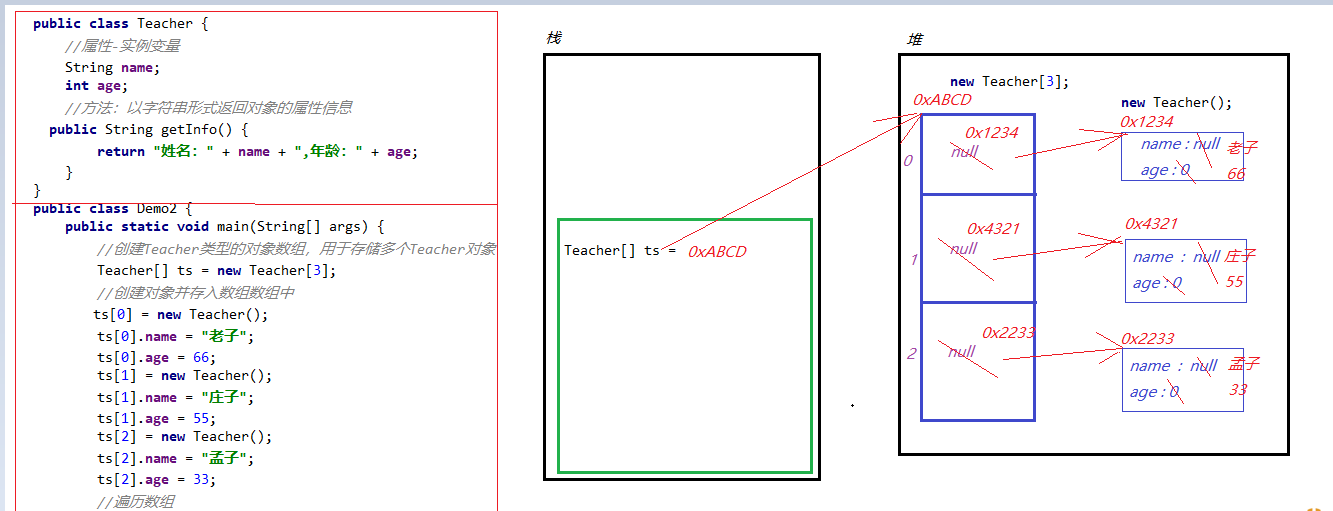 public class Teacher {
//属性-实例变量
String name;
int age;
//方法：以字符串形式返回对象的属性信息
public String getInfo() {
return "姓名：" + name + ",年龄：" + age;
}
}
public class Demo2 {
public static void main(String[] args) {
//创建Teacher类型的对象数组，用于存储多个Teacher对象
Teacher[] ts = new Teacher[3];
//创建对象并存入数组数组中
ts[0] = new Teacher();
ts[0].name = "老子";
ts[0].age = 66;
ts[1] = new Teacher();
ts[1].name = "庄子";
ts[1].age = 55;
ts[2] = new Teacher();
ts[2].name = "孟子";
ts[2].age = 33;
//遍历数组
栈
Teacher[] ts = 0xABCD
堆
new Teacher[3];
0xABCD
0x1234
0 null
0x4321
1 null
0x2233
2 null
new Teacher();
0x1234
name : null 老子
age : 0 66
0x4321
name : null 庄子
age : 0 55
0x2233
name : null 孟子
age : 0 33